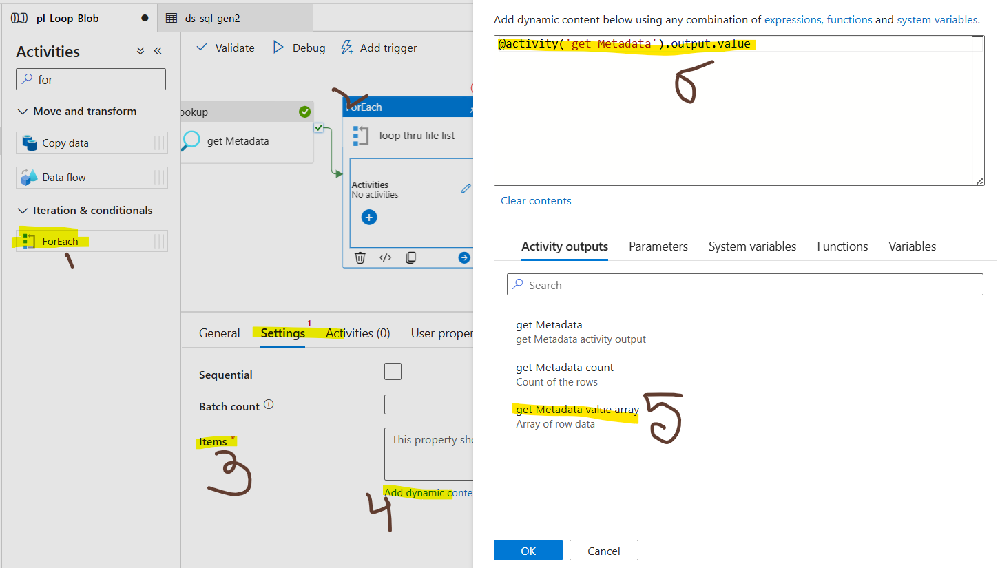 pl_Loop_Blob
ds_sql_gen2
Activities
for
Move and transform
Copy data
Data flow
Iteration & conditionals
ForEach
1
Validate
Debug
Add trigger
ookup
get Metadata
2
ForEach
loop thru file list
Activities
No activities
General
Settings
1
Activities (0)
User proper
Sequential
Batch count
Items *
This property sho
3
Add dynamic conte
4
Add dynamic content below using any combination of expressions, functions and system variables.
@activity('get Metadata').output.value
6
Clear contents
Activity outputs
Parameters
System variables
Functions
Variables
Search
get Metadata
get Metadata activity output
get Metadata count
Count of the rows
get Metadata value array
Array of row data
5
OK
Cancel